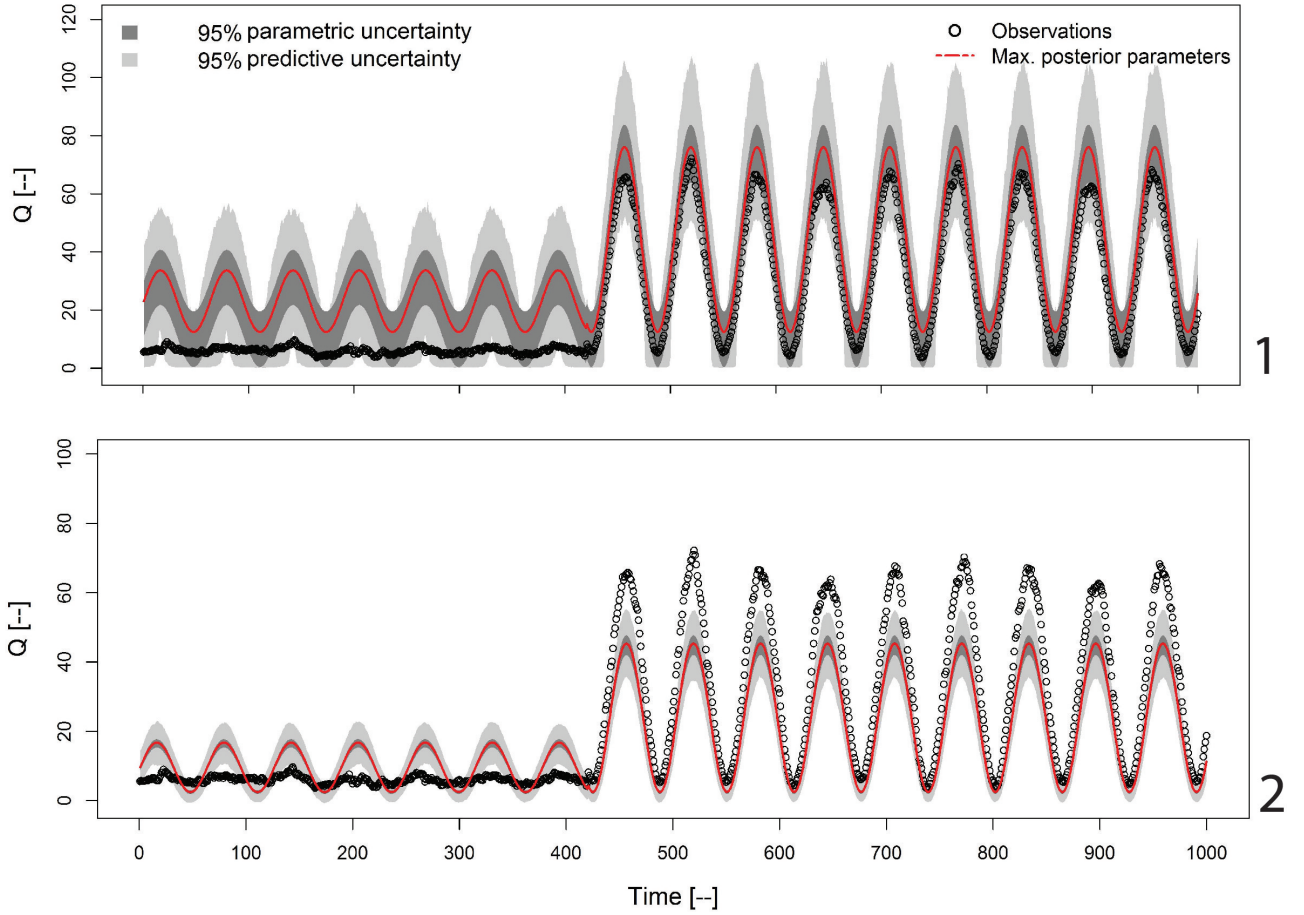 120
100
80
60
40
20
0
Q [--]
95% parametric uncertainty
95% predictive uncertainty
Observations
Max. posterior parameters
1
100
80
60
40
20
0
Q [--]
2
0 100 200 300 400 500 600 700 800 900 1000
Time [--]